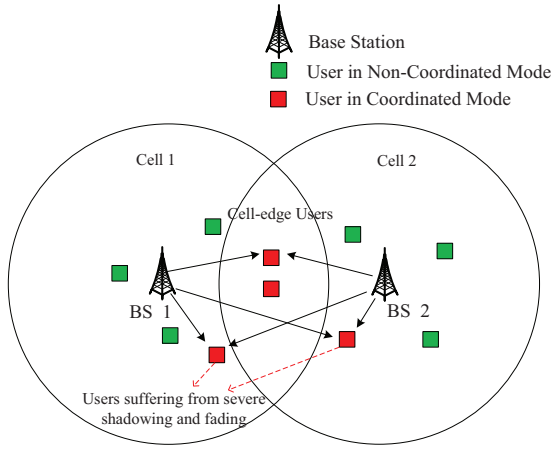 Base Station
User in Non-Coordinated Mode
User in Coordinated Mode
Cell 1
Cell 2
Cell-edge Users
BS 1
BS 2
Users suffering from severe
shadowing and fading